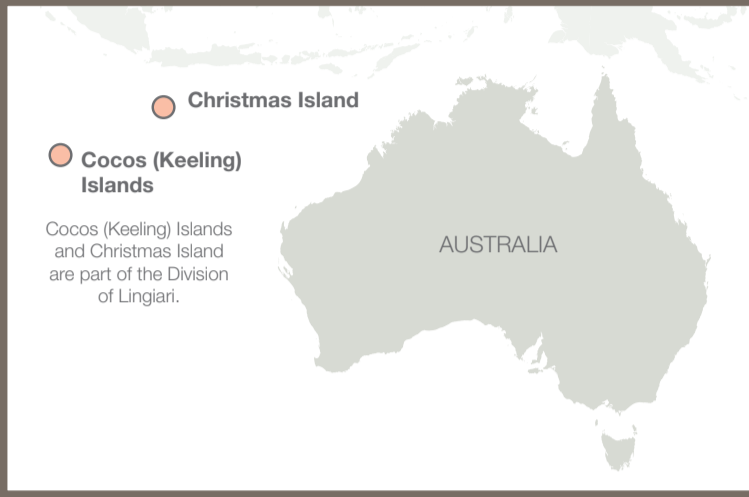 Christmas Island
Cocos (Keeling)
Islands
Cocos (Keeling) Islands
and Christmas Island
are part of the Division
of Lingiari.
AUSTRALIA